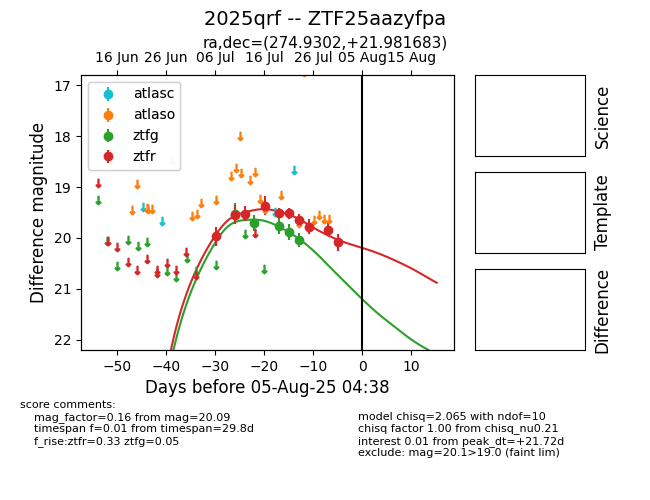 2025qrf -- ZTF25aazyfpa
ra,dec=(274.9302,+21.981683)
16 Jun 26 Jun 06 Jul 16 Jul 26 Jul 05 Aug 15 Aug
17
18
19
20
21
22
Difference magnitude
atlasc
atlaso
ztfg
ztfr
−50 −40 −30 −20 −10 0 10
Days before 05-Aug-25 04:38
Science
Template
Difference
score comments:
mag_factor=0.16 from mag=20.09
timespan f=0.01 from timespan=29.8d
f_rise:ztfr=0.33 ztfg=0.05
model chisq=2.065 with ndof=10
chisq factor 1.00 from chisq_nu0.21
interest 0.01 from peak_dt=+21.72d
exclude: mag=20.1>19.0 (faint lim)